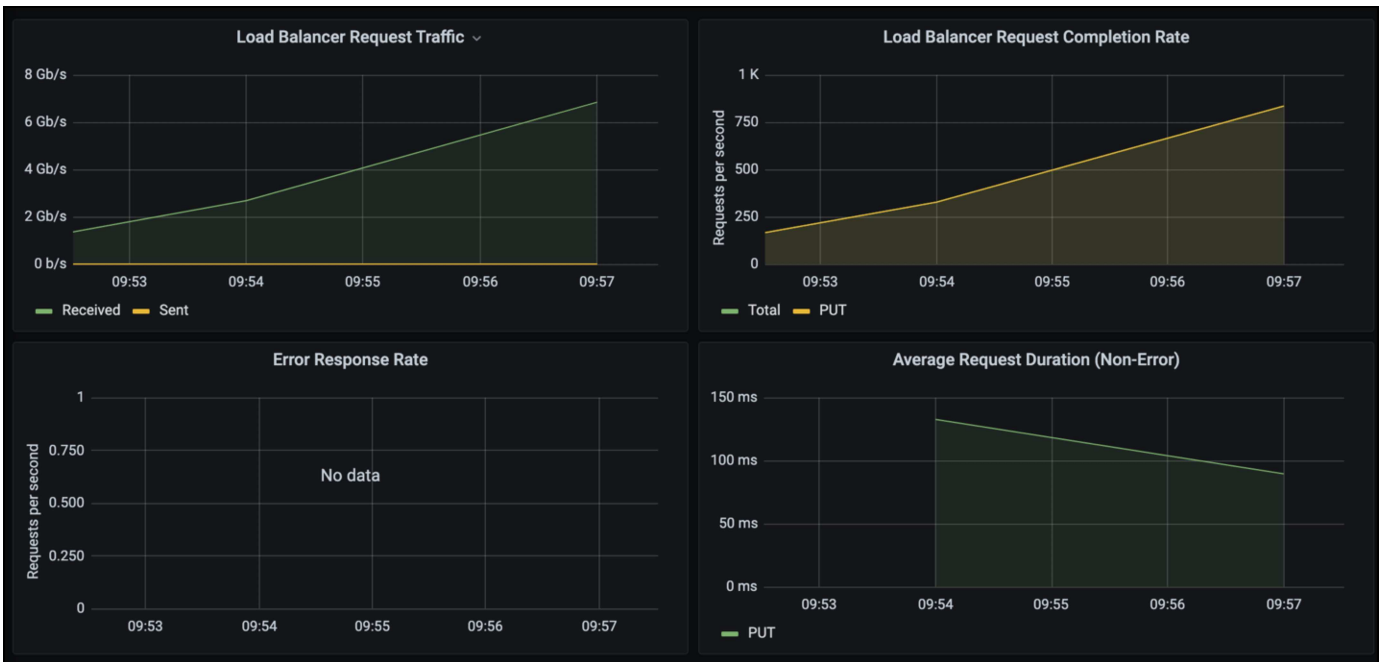 Load Balancer Request Traffic
8 Gb/s
6 Gb/s
4 Gb/s
2 Gb/s
0 b/s
09:53 09:54 09:55 09:56 09:57
Received Sent
Load Balancer Request Completion Rate
Requests per second
1 K
750
500
250
0
09:53 09:54 09:55 09:56 09:57
Total PUT
Error Response Rate
Requests per second
1
0.750
0.500
0.250
0
No data
09:53 09:54 09:55 09:56 09:57
Average Request Duration (Non-Error)
150 ms
100 ms
50 ms
0 ms
09:53 09:54 09:55 09:56 09:57
PUT